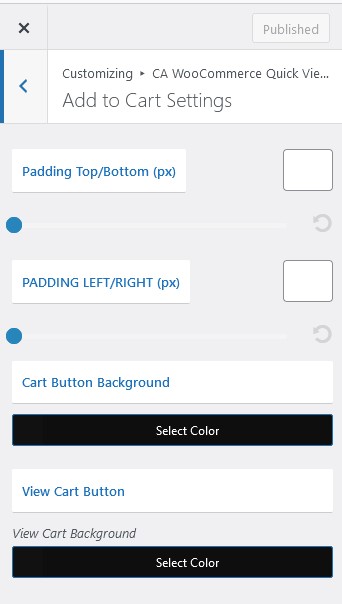 Published
Customizing ▸ CA WooCommerce Quick Vie...
Add to Cart Settings
Padding Top/Bottom (px)
PADDING LEFT/RIGHT (px)
Cart Button Background
Select Color
View Cart Button
View Cart Background
Select Color